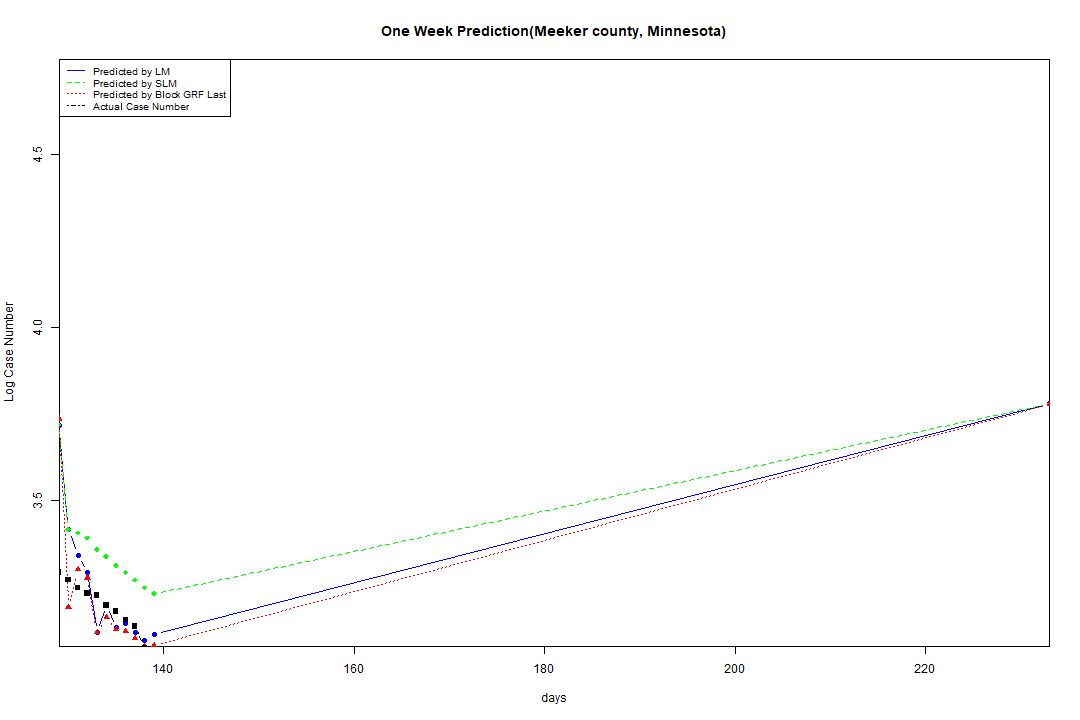 One Week Prediction(Meeker county, Minnesota)
Predicted by LM
Predicted by SLM
Predicted by Block GRF Last
Actual Case Number
4.5
4.0
3.5
Log Case Number
140
160
180
200
220
days